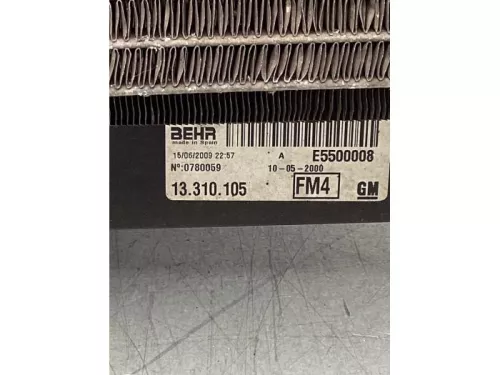 BEHR
made in Spain
15/06/2009 22:57 A E5500008
Nº:0780059 10-05-2000
13.310.105 FM4 GM